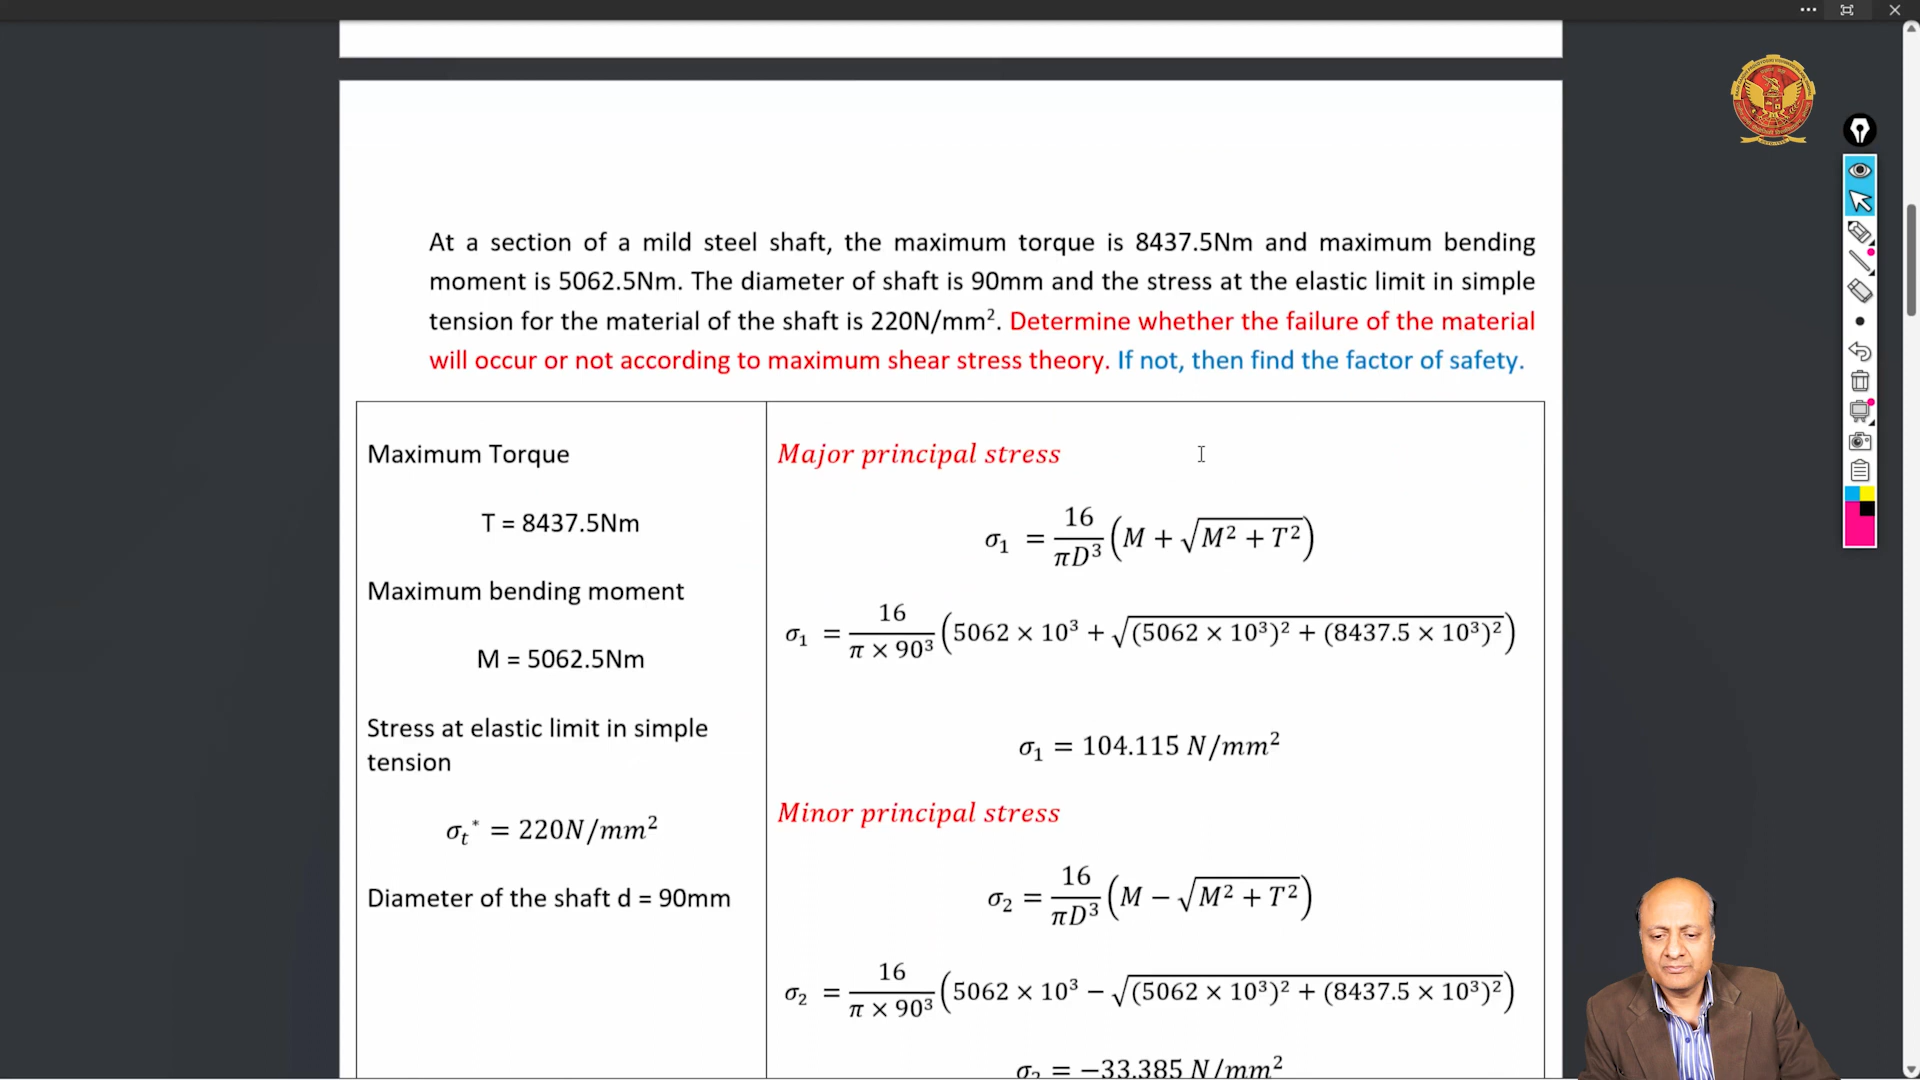 At a section of a mild steel shaft, the maximum torque is 8437.5Nm and maximum bending
moment is 5062.5Nm. The diameter of shaft is 90mm and the stress at the elastic limit in simple
tension for the material of the shaft is 220N/mm². Determine whether the failure of the material
will occur or not according to maximum shear stress theory. If not, then find the factor of safety.
Maximum Torque
T = 8437.5Nm
Maximum bending moment
M = 5062.5Nm
Stress at elastic limit in simple
tension
σₜ* = 220N/mm²
Diameter of the shaft d = 90mm
Major principal stress
σ₁ = 16/πD³ (M + √(M² + T²))
σ₁ = 16/(π × 90³) (5062 × 10³ + √((5062 × 10³)² + (8437.5 × 10³)²))
σ₁ = 104.115 N/mm²
Minor principal stress
σ₂ = 16/πD³ (M − √(M² + T²))
σ₂ = 16/(π × 90³) (5062 × 10³ − √((5062 × 10³)² + (8437.5 × 10³)²))
σ₂ = −33.385 N/mm²